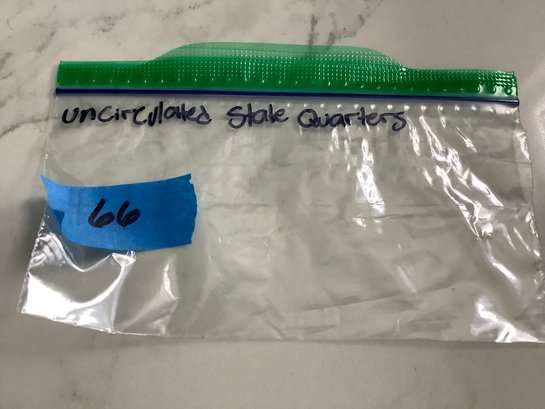 uncirculated State Quarters
66